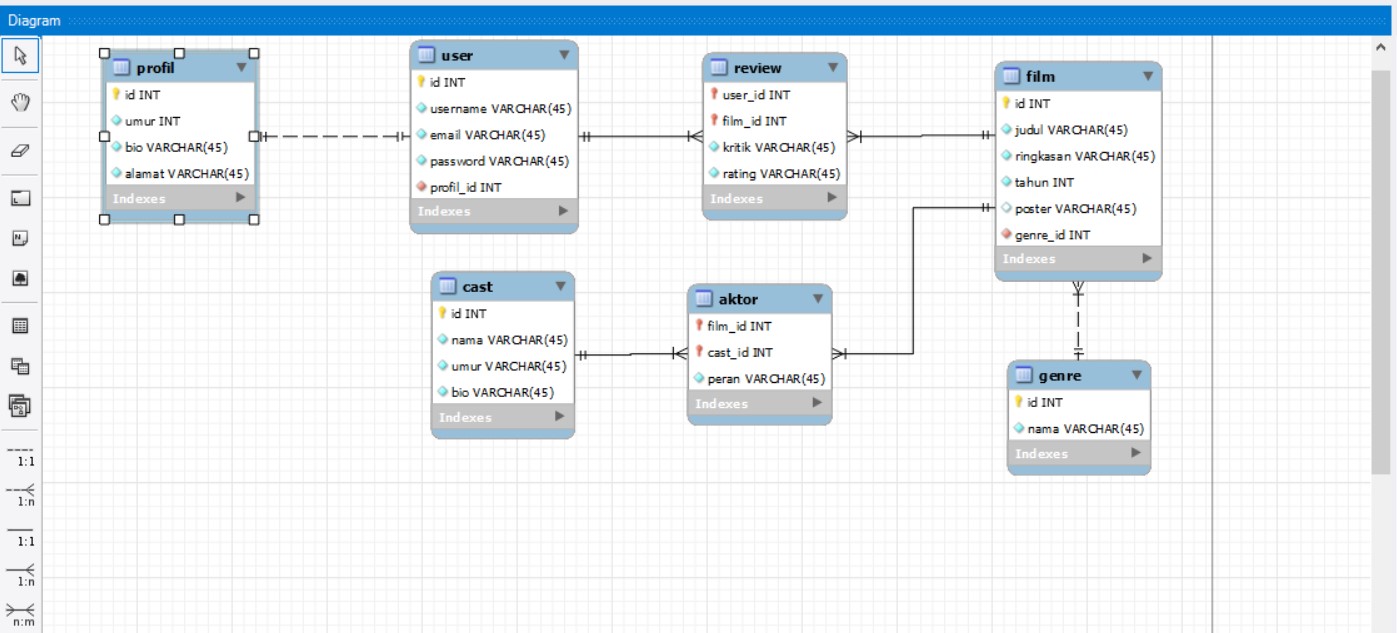 Diagram
profil
id INT
umur INT
bio VARCHAR(45)
alamat VARCHAR(45)
Indexes
user
id INT
username VARCHAR(45)
email VARCHAR(45)
password VARCHAR(45)
profil_id INT
Indexes
review
user_id INT
film_id INT
kritik VARCHAR(45)
rating VARCHAR(45)
Indexes
film
id INT
judul VARCHAR(45)
ringkasan VARCHAR(45)
tahun INT
poster VARCHAR(45)
genre_id INT
Indexes
cast
id INT
nama VARCHAR(45)
umur VARCHAR(45)
bio VARCHAR(45)
Indexes
aktor
film_id INT
cast_id INT
peran VARCHAR(45)
Indexes
genre
id INT
nama VARCHAR(45)
Indexes
1:1
1:n
1:1
1:n
n:m